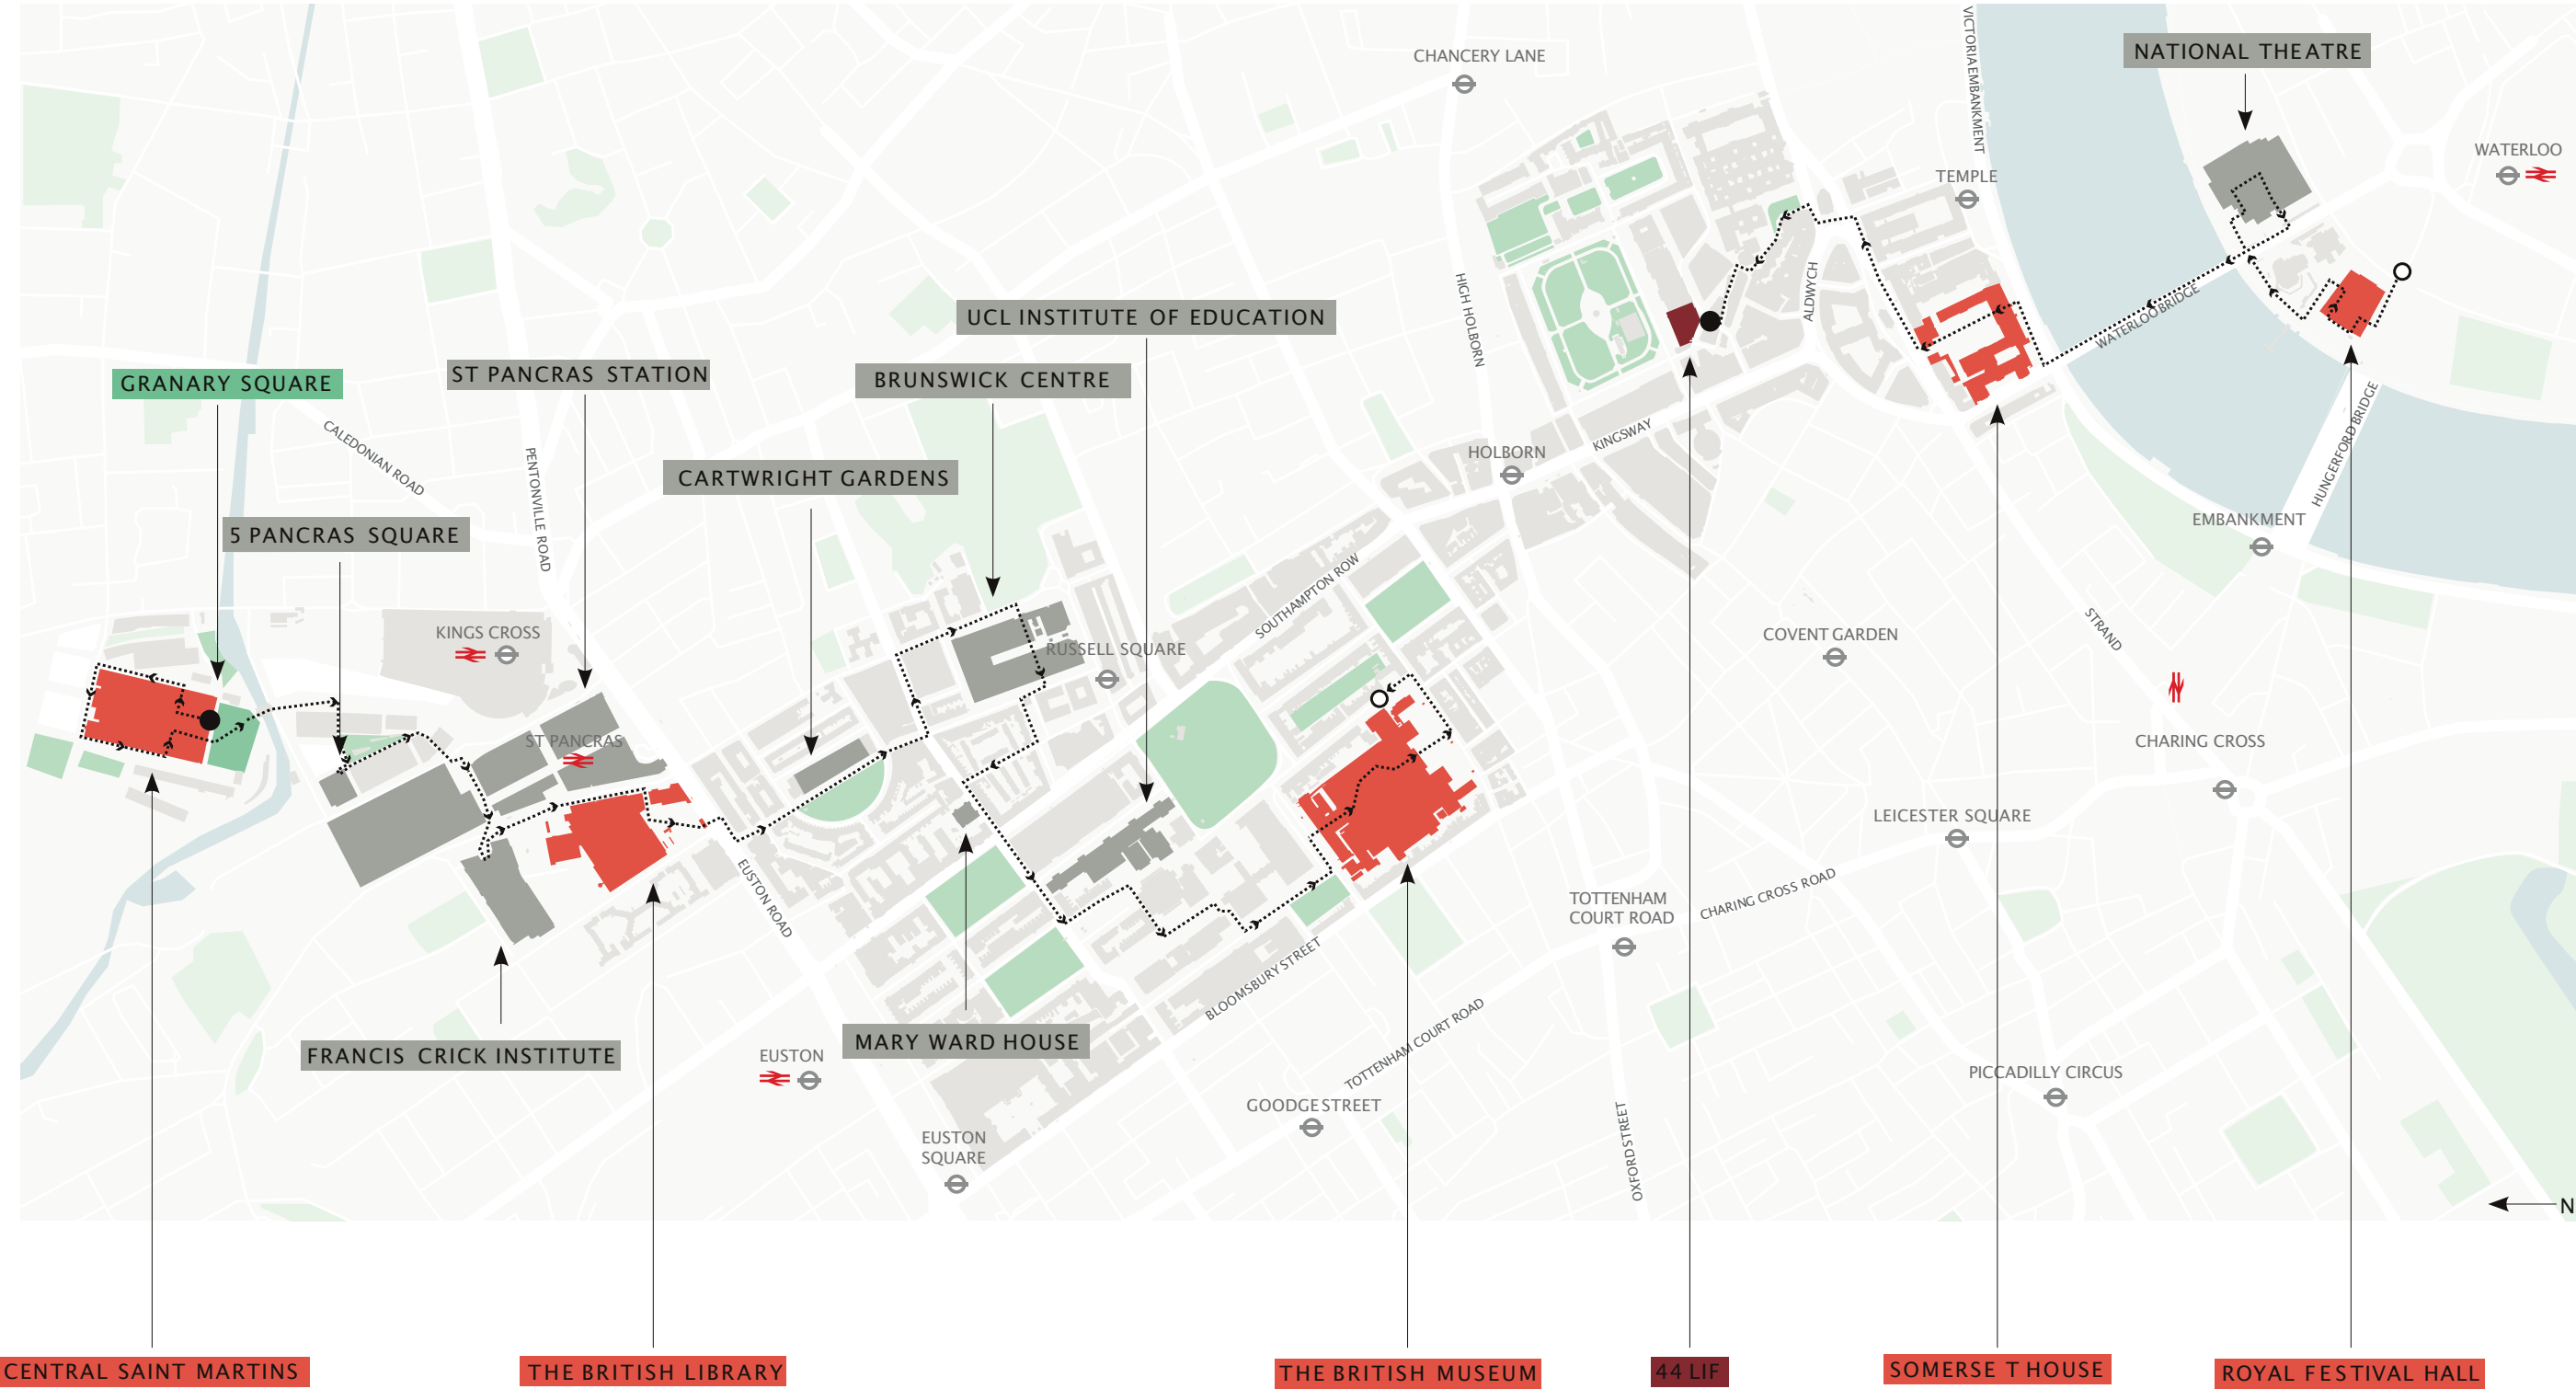 CHANCERY LANE
NATIONAL THEATRE
VICTORIA EMBANKMENT
WATERLOO
TEMPLE
HIGH HOLBORN
ALDWYCH
WATERLOO BRIDGE
UCL INSTITUTE OF EDUCATION
ST PANCRAS STATION
BRUNSWICK CENTRE
GRANARY SQUARE
CALEDONIAN ROAD
PENTONVILLE ROAD
HUNGERFORD BRIDGE
KINGSWAY
HOLBORN
CARTWRIGHT GARDENS
5 PANCRAS SQUARE
EMBANKMENT
SOUTHAMPTON ROW
KINGS CROSS
RUSSELL SQUARE
COVENT GARDEN
STRAND
ST PANCRAS
CHARING CROSS
LEICESTER SQUARE
EUSTON ROAD
TOTTENHAM
COURT ROAD
CHARING CROSS ROAD
BLOOMSBURY STREET
FRANCIS CRICK INSTITUTE
MARY WARD HOUSE
EUSTON
TOTTENHAM COURT ROAD
PICCADILLY CIRCUS
GOODGE STREET
OXFORD STREET
EUSTON
SQUARE
N
CENTRAL SAINT MARTINS
THE BRITISH LIBRARY
THE BRITISH MUSEUM
44 LIF
SOMERSE T HOUSE
ROYAL FESTIVAL HALL